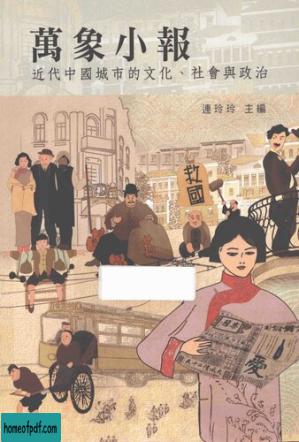 萬象小報
近代中國城市的文化、社會與政治
連玲玲 主編
救國
愛
homeofpdf.com